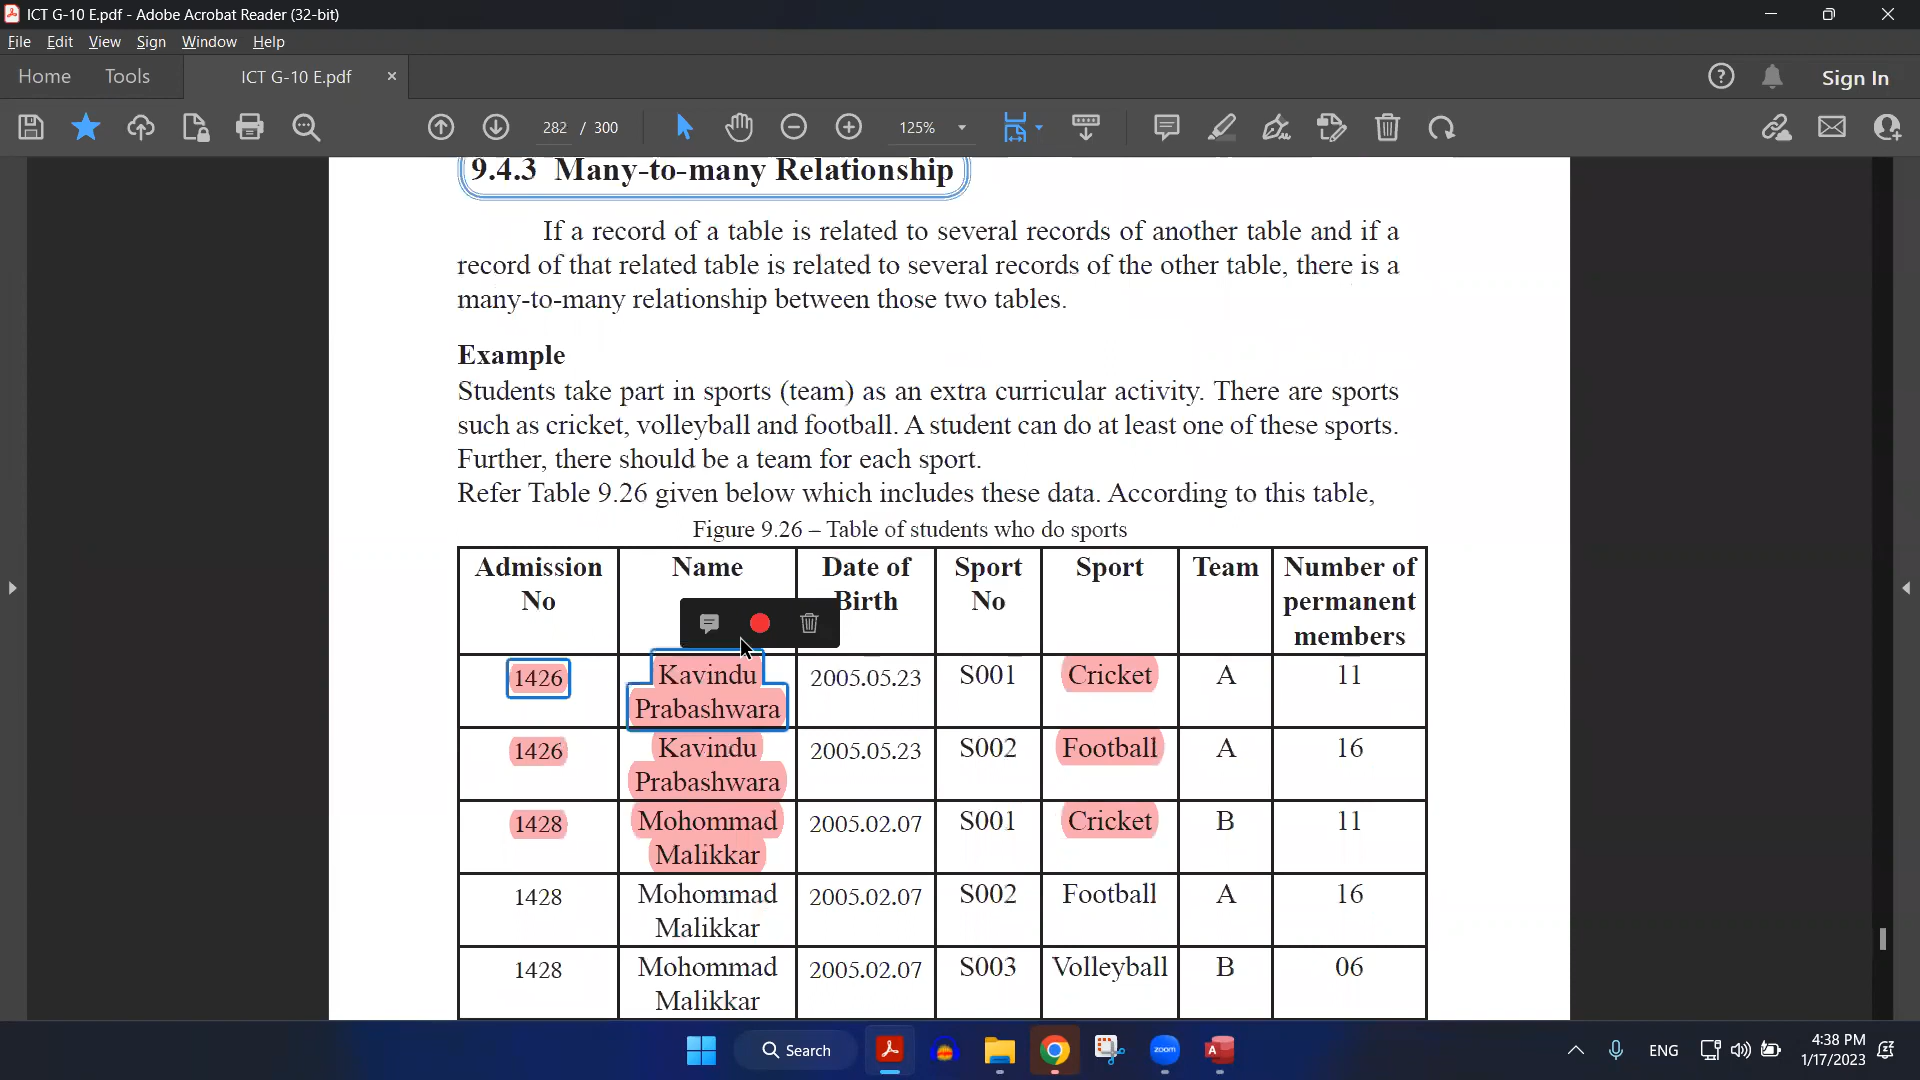 ICT G-10 E.pdf - Adobe Acrobat Reader (32-bit)
File Edit View Sign Window Help
Home Tools ICT G-10 E.pdf × Sign In
282 / 300 125%
9.4.3 Many-to-many Relationship
If a record of a table is related to several records of another table and if a
record of that related table is related to several records of the other table, there is a
many-to-many relationship between those two tables.
Example
Students take part in sports (team) as an extra curricular activity. There are sports
such as cricket, volleyball and football. A student can do at least one of these sports.
Further, there should be a team for each sport.
Refer Table 9.26 given below which includes these data. According to this table,
Figure 9.26 – Table of students who do sports
Admission Name Date of Sport Sport Team Number of
No Birth No permanent
members
1426 Kavindu 2005.05.23 S001 Cricket A 11
Prabashwara
1426 Kavindu 2005.05.23 S002 Football A 16
Prabashwara
1428 Mohommad 2005.02.07 S001 Cricket B 11
Malikkar
1428 Mohommad 2005.02.07 S002 Football A 16
Malikkar
1428 Mohommad 2005.02.07 S003 Volleyball B 06
Malikkar
Search zoom ENG 4:38 PM
1/17/2023